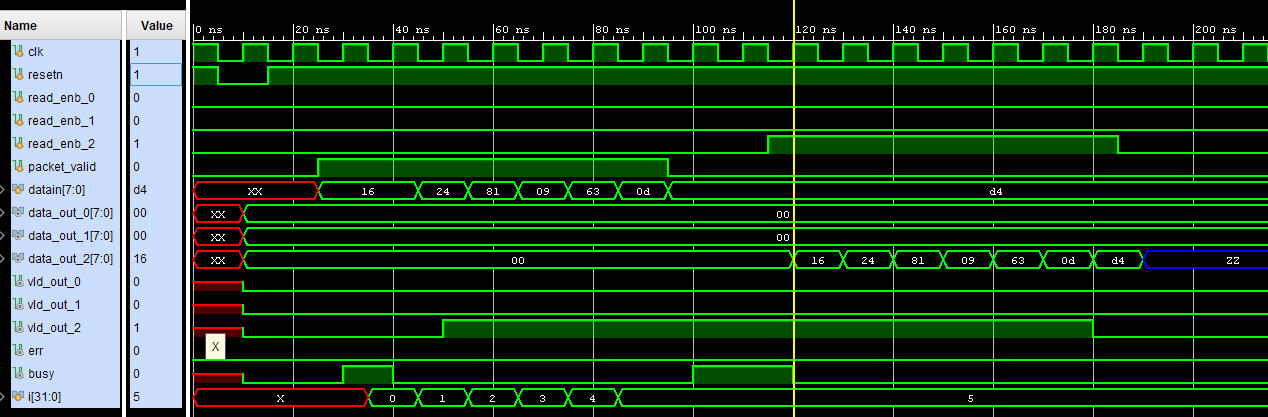 Name Value 0 ns 20 ns 40 ns 60 ns 80 ns 100 ns 120 ns 140 ns 160 ns 180 ns 200 ns
clk 1
resetn 1
read_enb_0 0
read_enb_1 0
read_enb_2 1
packet_valid 0
datain[7:0] d4 XX 16 24 81 09 63 0d d4
data_out_0[7:0] 00 XX 00
data_out_1[7:0] 00 XX 00
data_out_2[7:0] 16 XX 00 16 24 81 09 63 0d d4 ZZ
vld_out_0 0
vld_out_1 0
vld_out_2 1
err 0 X
busy 0
i[31:0] 5 X 0 1 2 3 4 5